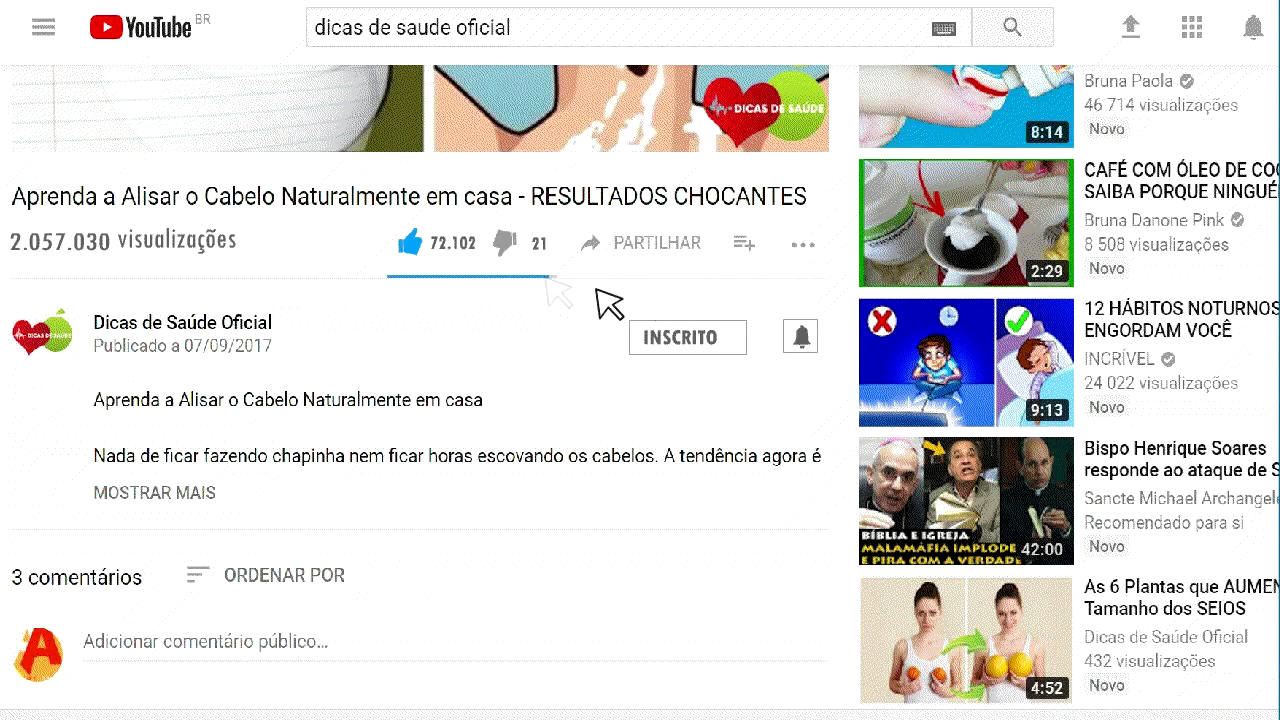 YouTube BR
dicas de saude oficial
DICAS DE SAÚDE
Aprenda a Alisar o Cabelo Naturalmente em casa - RESULTADOS CHOCANTES
2.057.030 visualizações
72.102
21
PARTILHAR
DICAS DE SAÚDE
Dicas de Saúde Oficial
Publicado a 07/09/2017
INSCRITO
Aprenda a Alisar o Cabelo Naturalmente em casa
Nada de ficar fazendo chapinha nem ficar horas escovando os cabelos. A tendência agora é
MOSTRAR MAIS
3 comentários
ORDENAR POR
A
Adicionar comentário público...
8:14
Bruna Paola
46 714 visualizações
Novo
2:29
CAFÉ COM ÓLEO DE COC
SAIBA PORQUE NINGUÉ
Bruna Danone Pink
8 508 visualizações
Novo
9:13
12 HÁBITOS NOTURNOS
ENGORDAM VOCÊ
INCRÍVEL
24 022 visualizações
Novo
BÍBLIA E IGREJA
MALAMÁFIA IMPLODE
E PIRA COM A VERDADE
42:00
Bispo Henrique Soares
responde ao ataque de S
Sancte Michael Archangele
Recomendado para si
Novo
4:52
As 6 Plantas que AUMEN
Tamanho dos SEIOS
Dicas de Saúde Oficial
432 visualizações
Novo